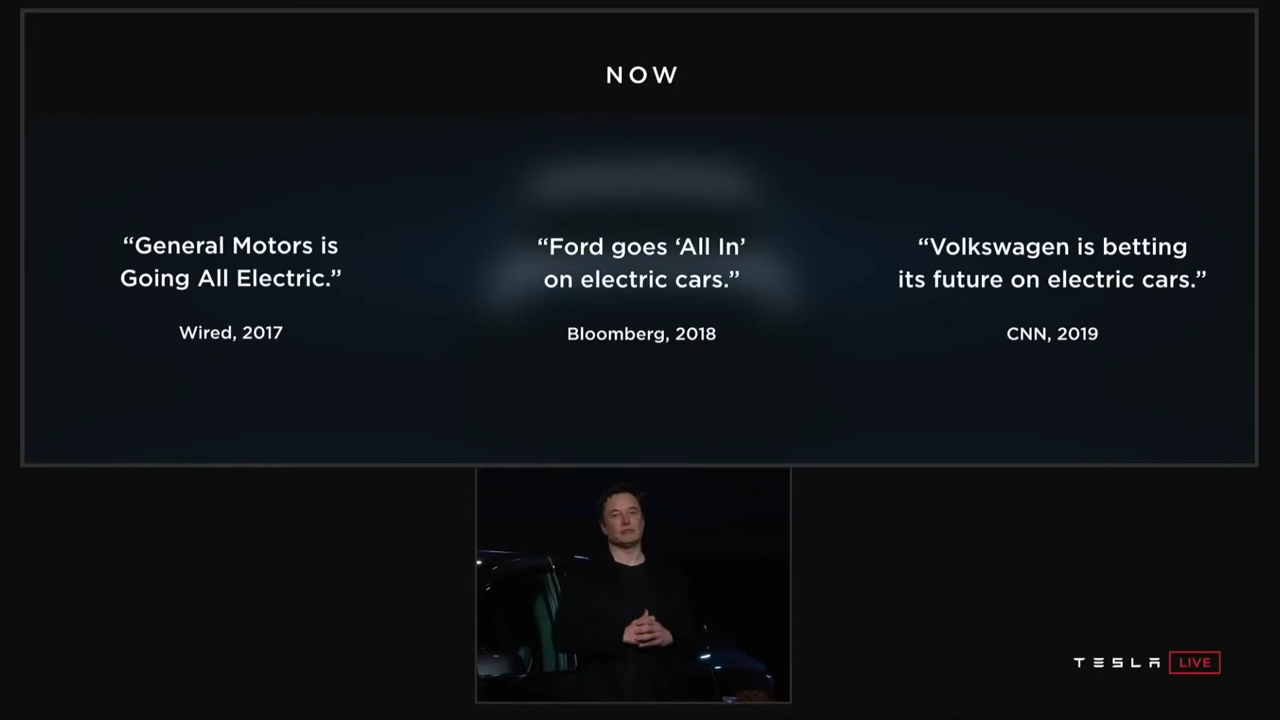 NOW
“General Motors is
Going All Electric.”
Wired, 2017
“Ford goes ‘All In’
on electric cars.”
Bloomberg, 2018
“Volkswagen is betting
its future on electric cars.”
CNN, 2019
TESLA LIVE